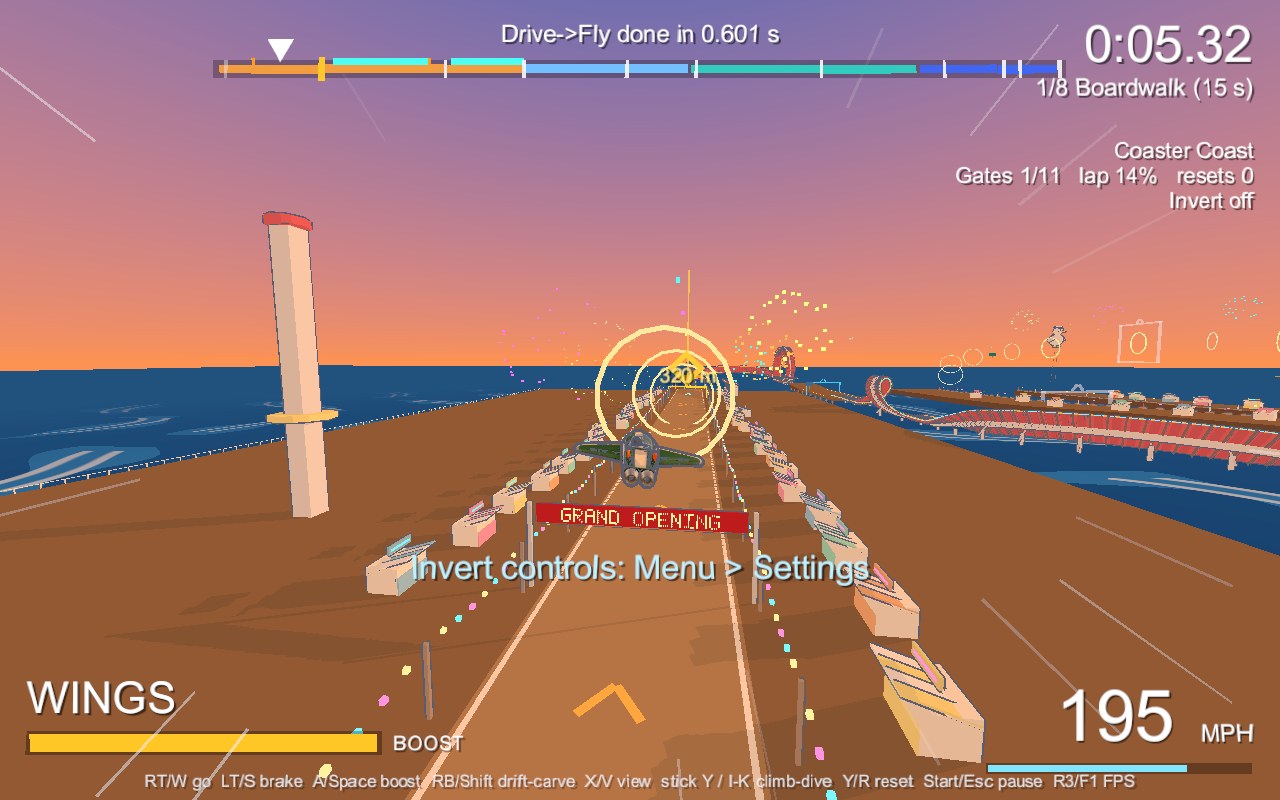 Drive->Fly done in 0.601 s
0:05.32
1/8 Boardwalk (15 s)
Coaster Coast
Gates 1/11 lap 14% resets 0
Invert off
320 m
GRAND OPENING
Invert controls: Menu > Settings
WINGS
BOOST
195 MPH
RT/W go LT/S brake A/Space boost RB/Shift drift-carve X/V view stick Y / I-K climb-dive Y/R reset Start/Esc pause R3/F1 FPS